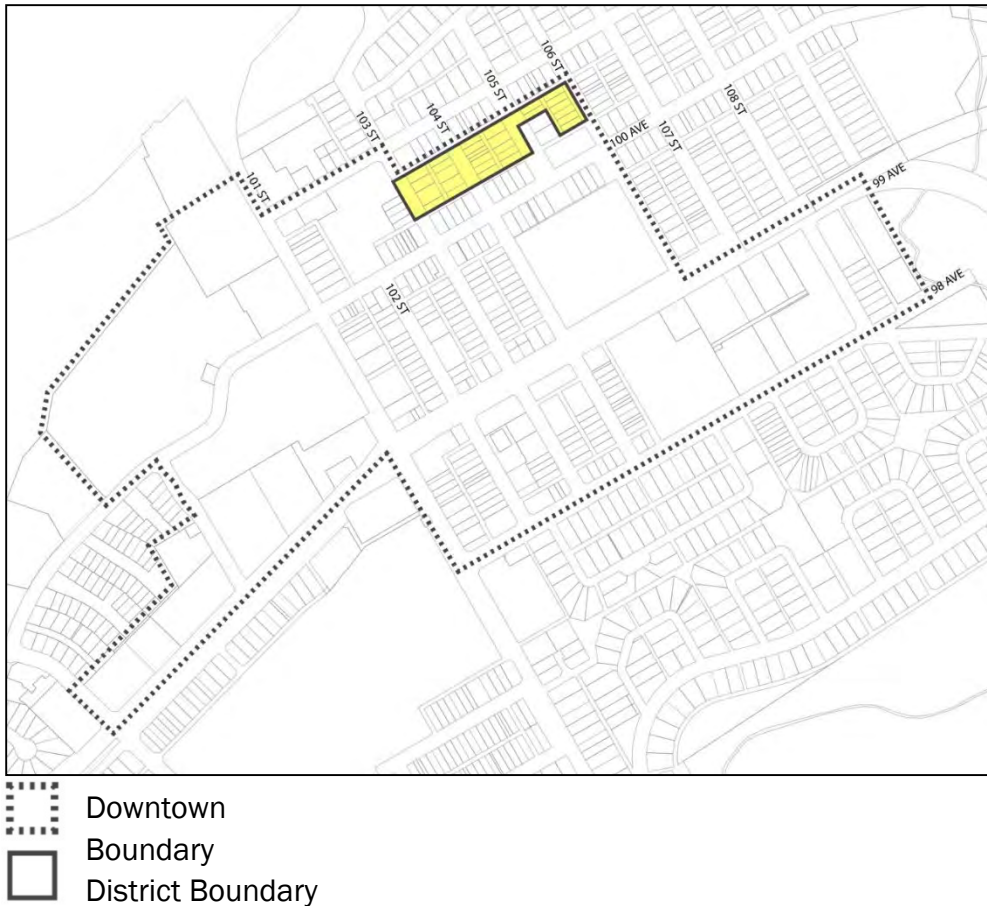 106 ST
105 ST
104 ST
103 ST
108 ST
100 AVE
107 ST
101 ST
99 AVE
98 AVE
102 ST
Downtown
Boundary
District Boundary